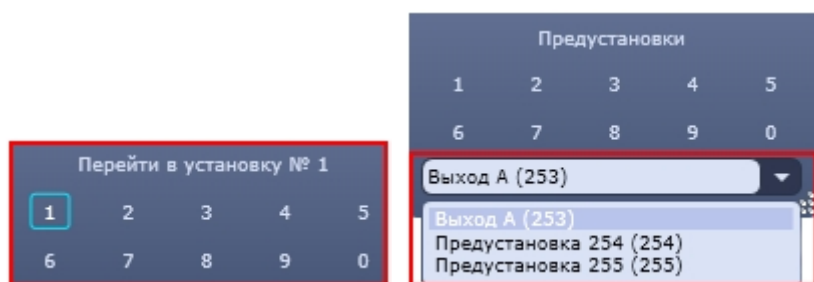 Перейти в установку № 1
1 2 3 4 5
6 7 8 9 0
Предустановки
1 2 3 4 5
6 7 8 9 0
Выход А (253)
Выход А (253)
Предустановка 254 (254)
Предустановка 255 (255)